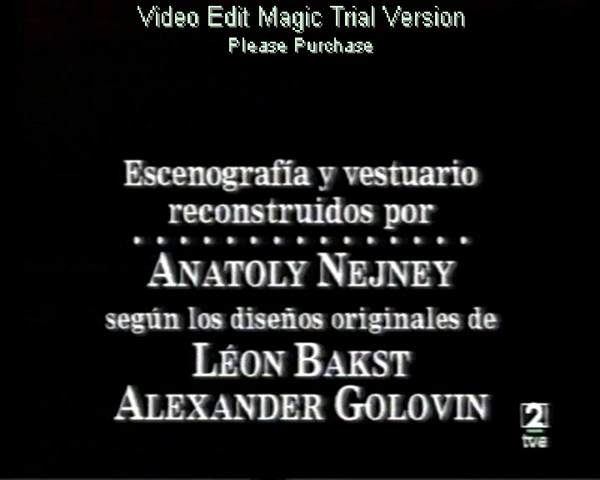 Video Edit Magic Trial Version
Please Purchase
Escenografía y vestuario
reconstruidos por
ANATOLY NEJNEY
según los diseños originales de
LÉON BAKST
ALEXANDER GOLOVIN
2
tve